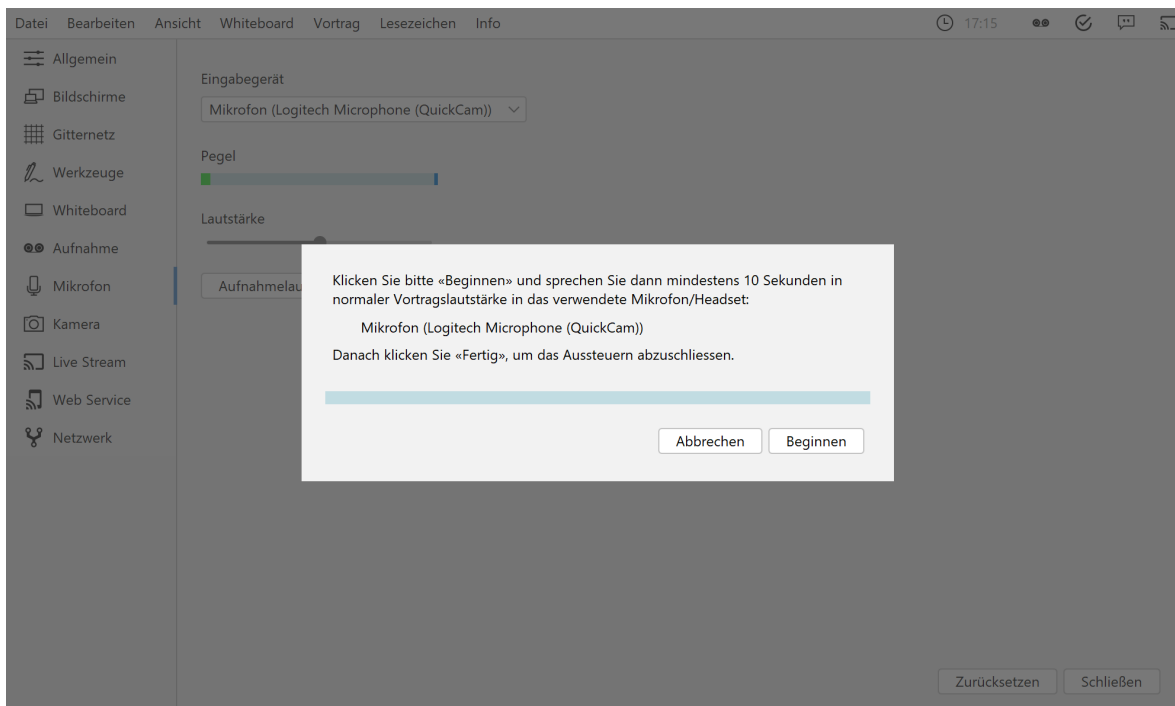 Datei Bearbeiten Ansicht Whiteboard Vortrag Lesezeichen Info 17:15
Allgemein
Bildschirme
Gitternetz
Werkzeuge
Whiteboard
Aufnahme
Mikrofon
Kamera
Live Stream
Web Service
Netzwerk
Eingabegerät
Mikrofon (Logitech Microphone (QuickCam))
Pegel
Lautstärke
Klicken Sie bitte «Beginnen» und sprechen Sie dann mindestens 10 Sekunden in
normaler Vortragslautstärke in das verwendete Mikrofon/Headset:
Mikrofon (Logitech Microphone (QuickCam))
Danach klicken Sie «Fertig», um das Aussteuern abzuschliessen.
Abbrechen Beginnen
Zurücksetzen Schließen